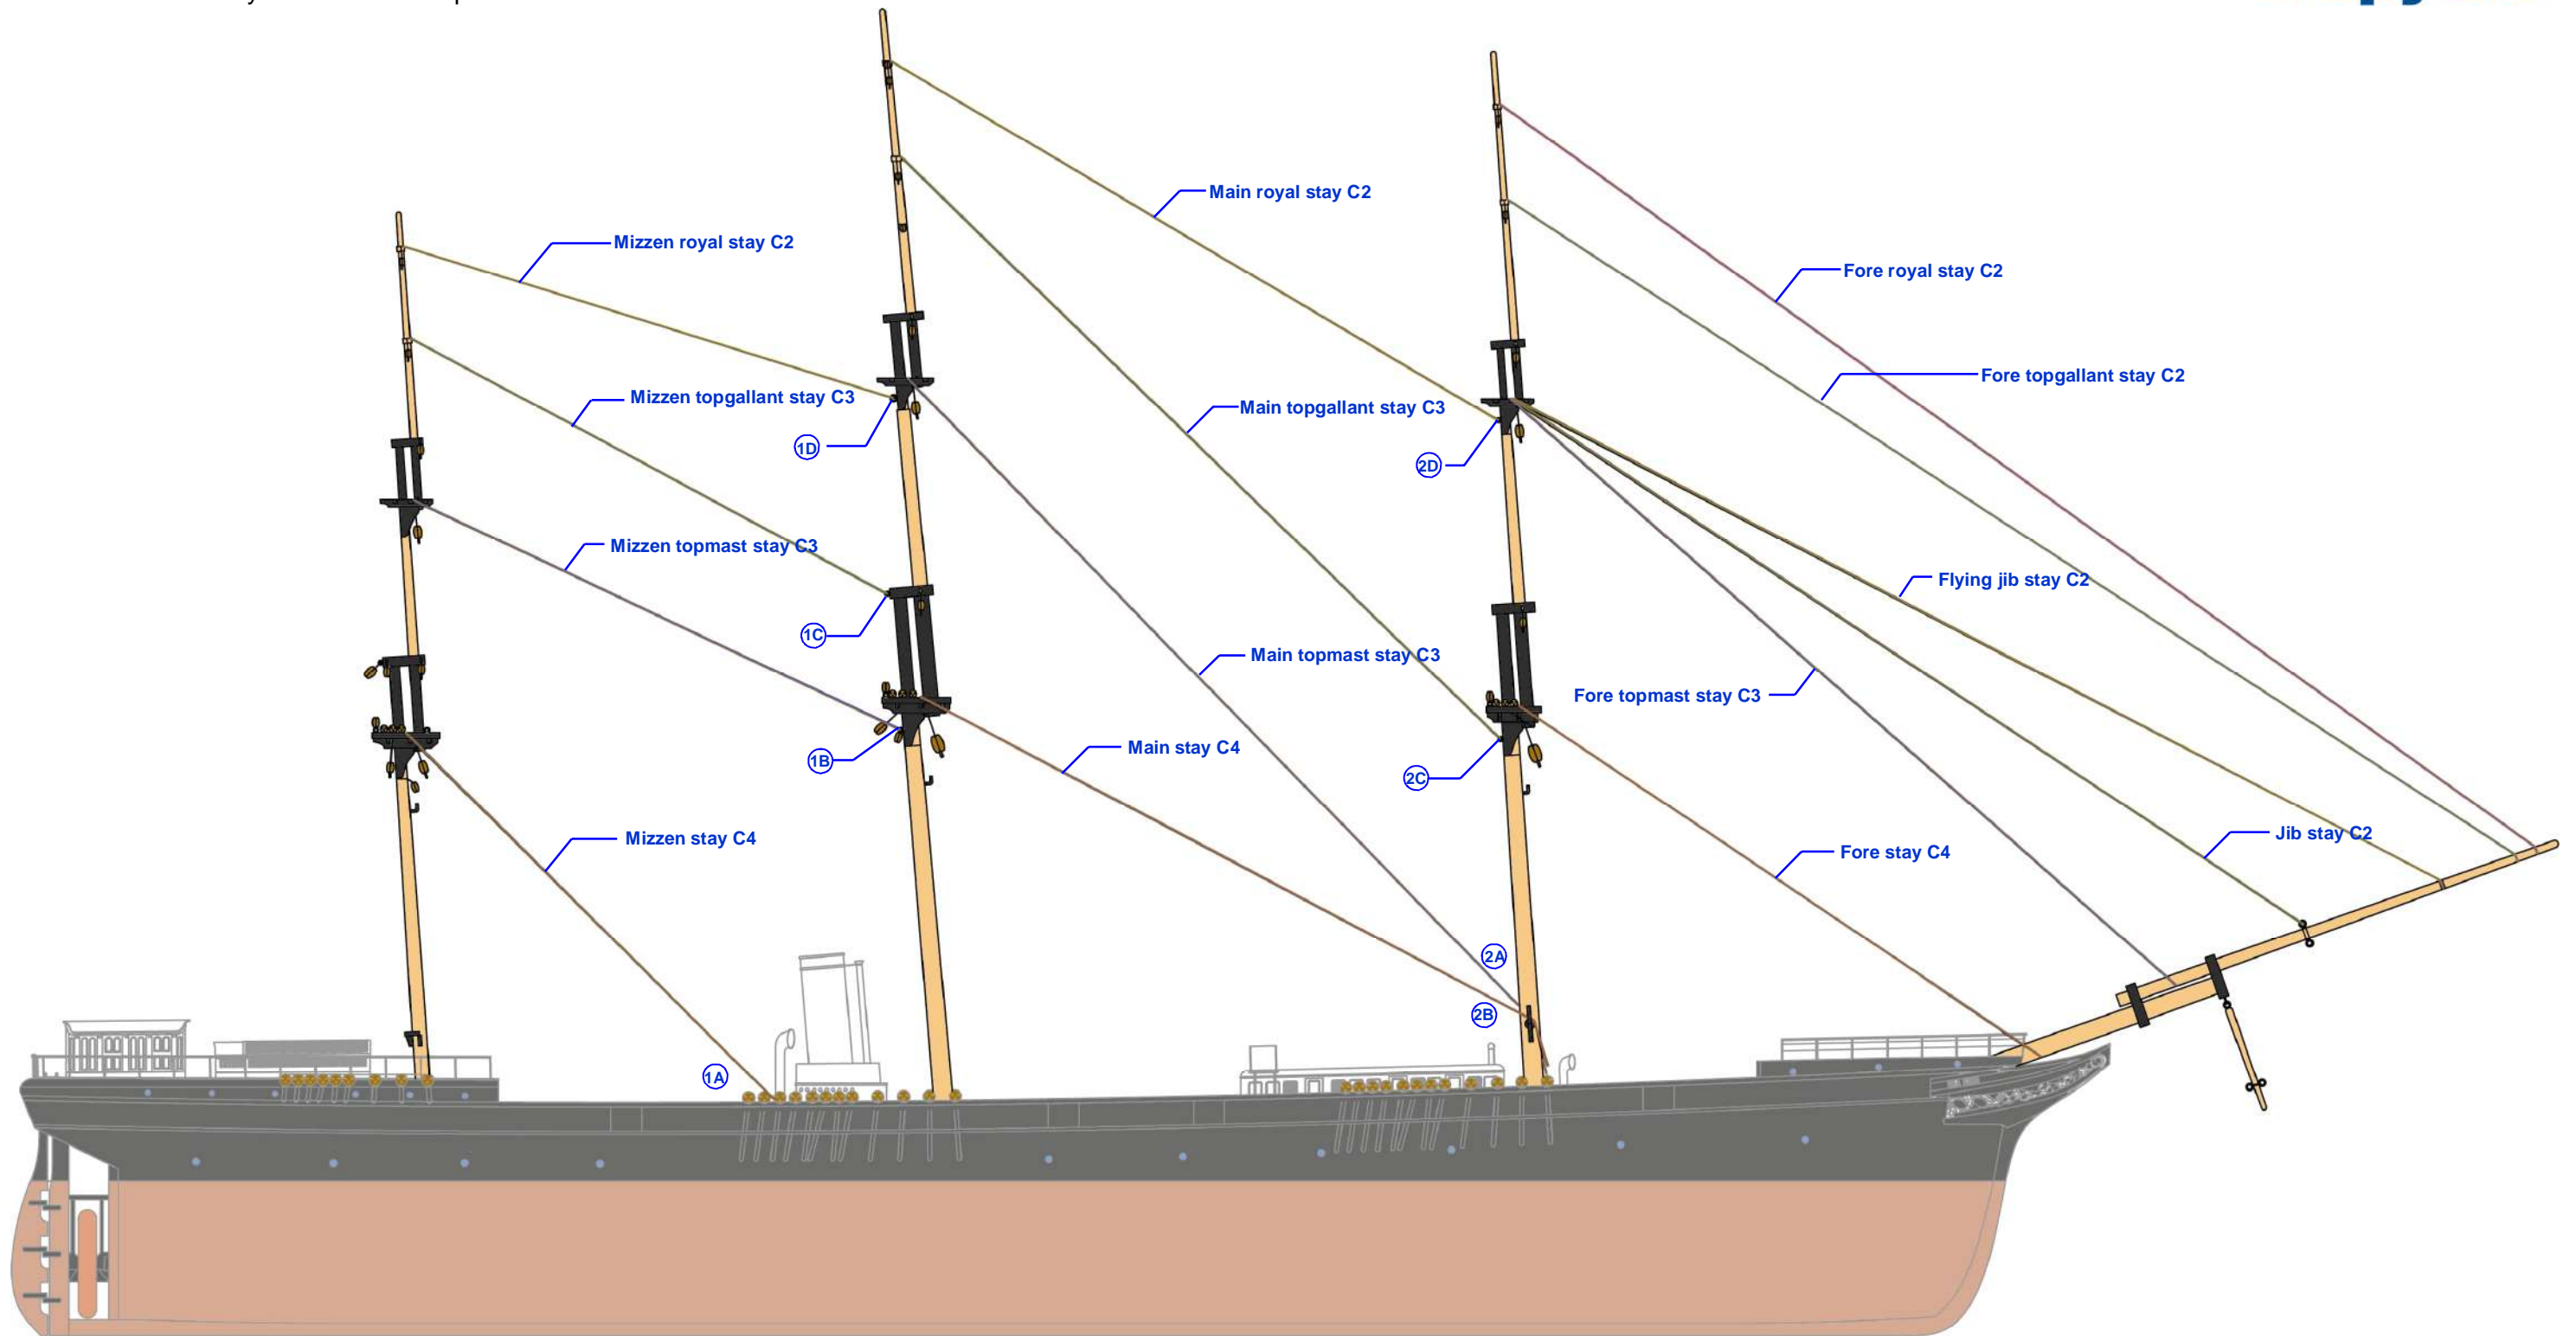 Main royal stay C2
Mizzen royal stay C2
Fore royal stay C2
Fore topgallant stay C2
Mizzen topgallant stay C3
Main topgallant stay C3
1D
2D
Mizzen topmast stay C3
Flying jib stay C2
1C
Main topmast stay C3
Fore topmast stay C3
Main stay C4
1B
2C
Jib stay C2
Mizzen stay C4
Fore stay C4
2A
2B
1A